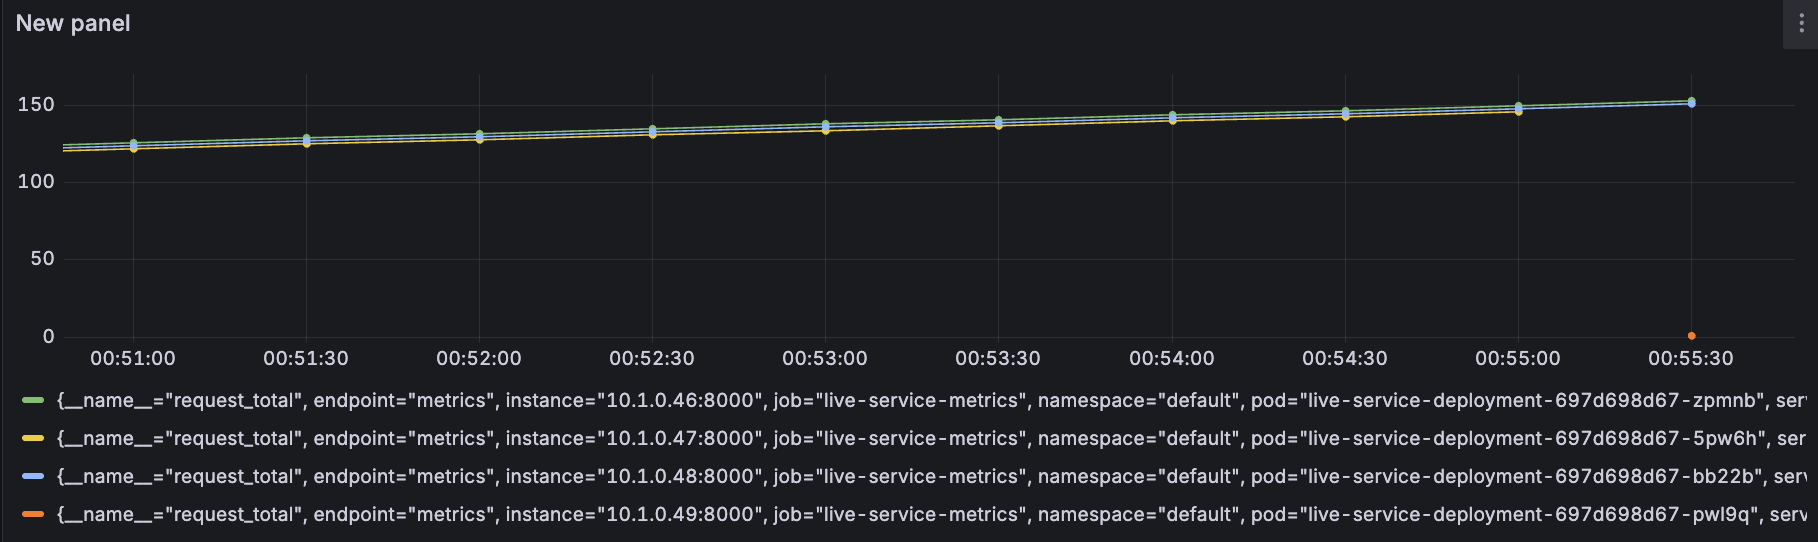 New panel
150
100
50
0
00:51:00 00:51:30 00:52:00 00:52:30 00:53:00 00:53:30 00:54:00 00:54:30 00:55:00 00:55:30
{__name__="request_total", endpoint="metrics", instance="10.1.0.46:8000", job="live-service-metrics", namespace="default", pod="live-service-deployment-697d698d67-zpmnb", ser
{__name__="request_total", endpoint="metrics", instance="10.1.0.47:8000", job="live-service-metrics", namespace="default", pod="live-service-deployment-697d698d67-5pw6h", ser
{__name__="request_total", endpoint="metrics", instance="10.1.0.48:8000", job="live-service-metrics", namespace="default", pod="live-service-deployment-697d698d67-bb22b", serv
{__name__="request_total", endpoint="metrics", instance="10.1.0.49:8000", job="live-service-metrics", namespace="default", pod="live-service-deployment-697d698d67-pwl9q", serv